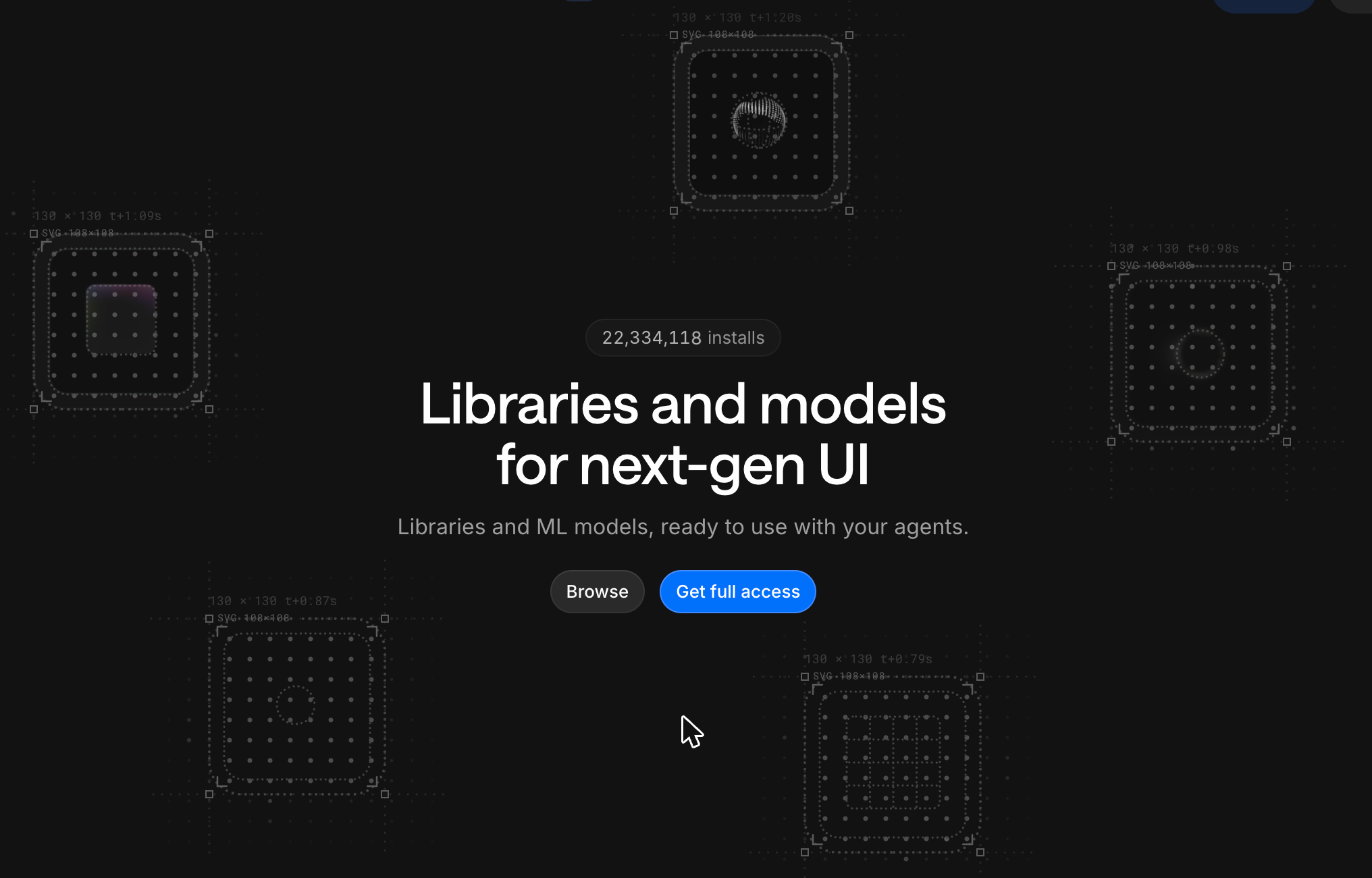 130 × 130 t+1:20s
SVG 108×108
130 × 130 t+1:09s
SVG 108×108
130 × 130 t+0:98s
SVG 108×108
22,334,118 installs
Libraries and models
for next-gen UI
Libraries and ML models, ready to use with your agents.
Browse
Get full access
130 × 130 t+0:87s
SVG 108×108
130 × 130 t+0:79s
SVG 108×108